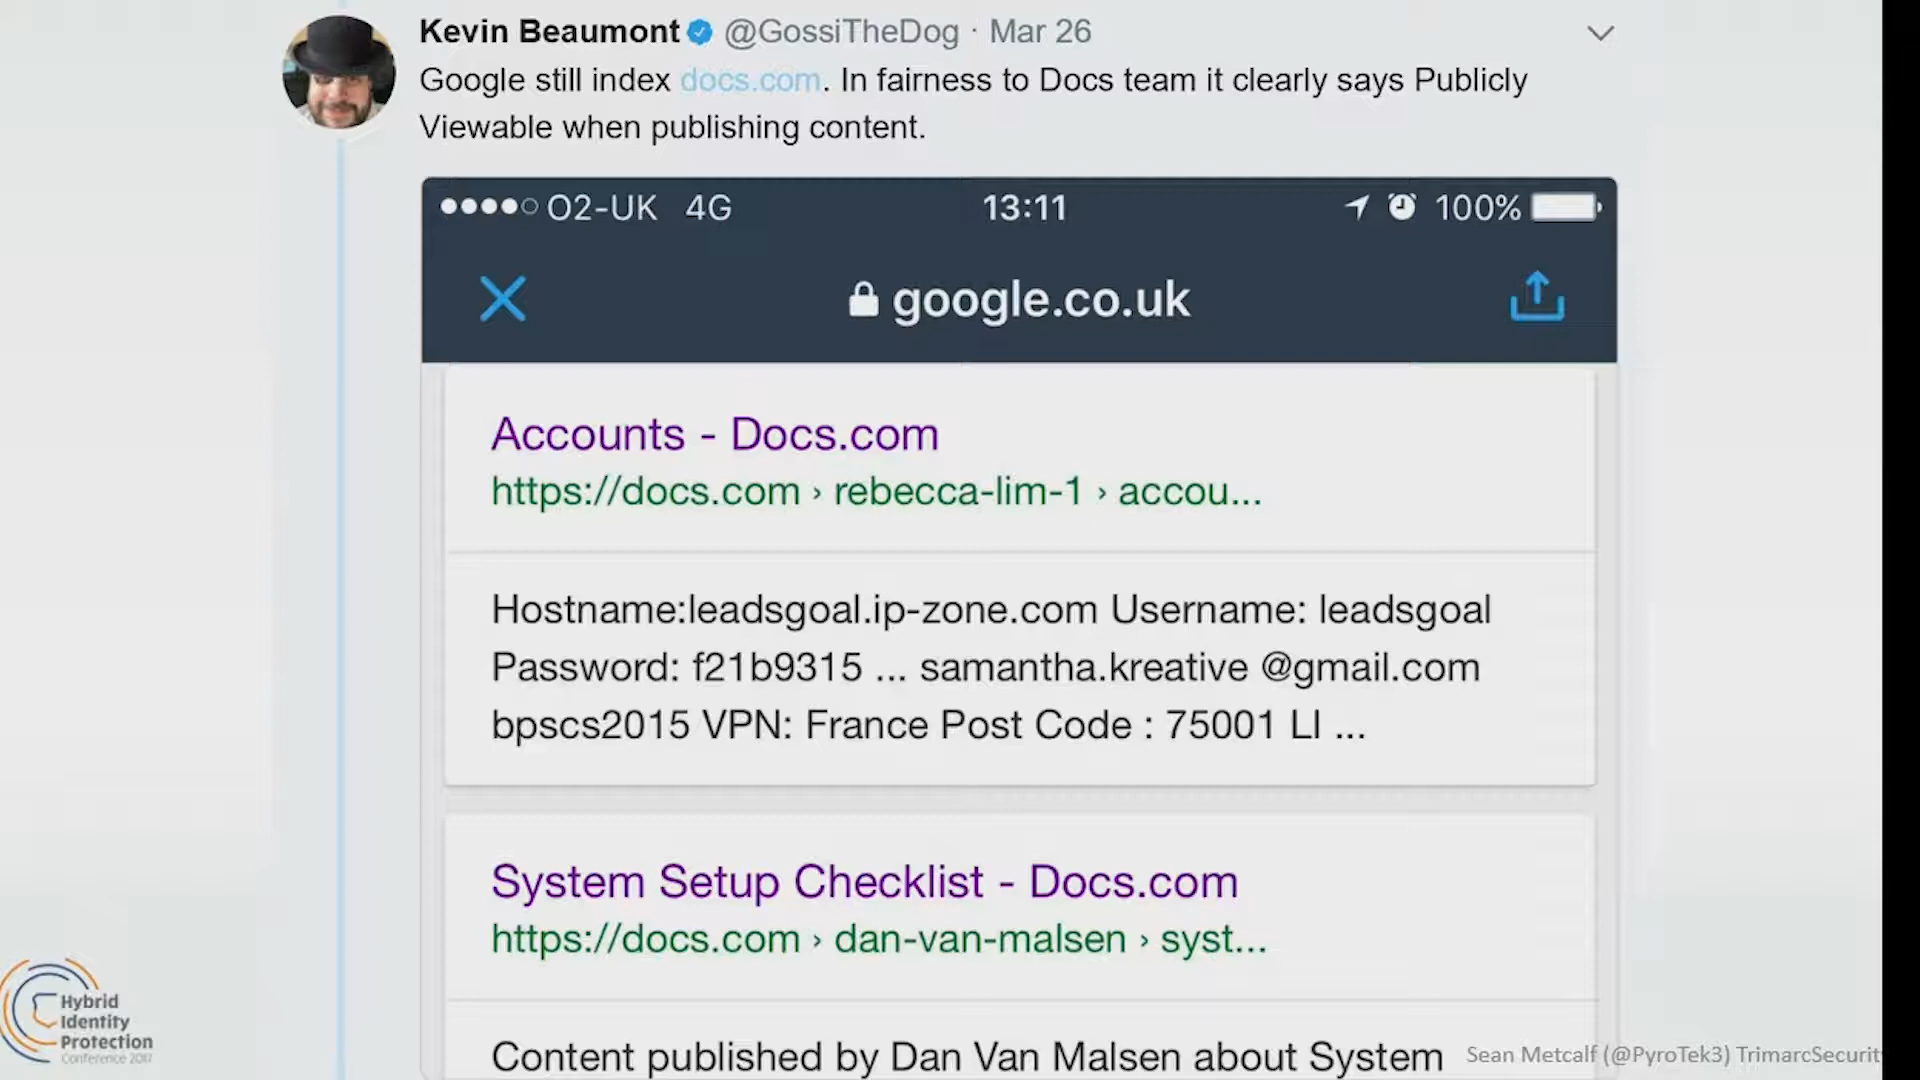 Kevin Beaumont @GossiTheDog · Mar 26
Google still index docs.com. In fairness to Docs team it clearly says Publicly
Viewable when publishing content.
O2-UK 4G 13:11 100%
google.co.uk
Accounts - Docs.com
https://docs.com › rebecca-lim-1 › accou...
Hostname:leadsgoal.ip-zone.com Username: leadsgoal
Password: f21b9315 ... samantha.kreative @gmail.com
bpscs2015 VPN: France Post Code : 75001 LI ...
System Setup Checklist - Docs.com
https://docs.com › dan-van-malsen › syst...
Content published by Dan Van Malsen about System
Hybrid
Identity
Protection
Conference 2017
Sean Metcalf (@PyroTek3) TrimarcSecurit